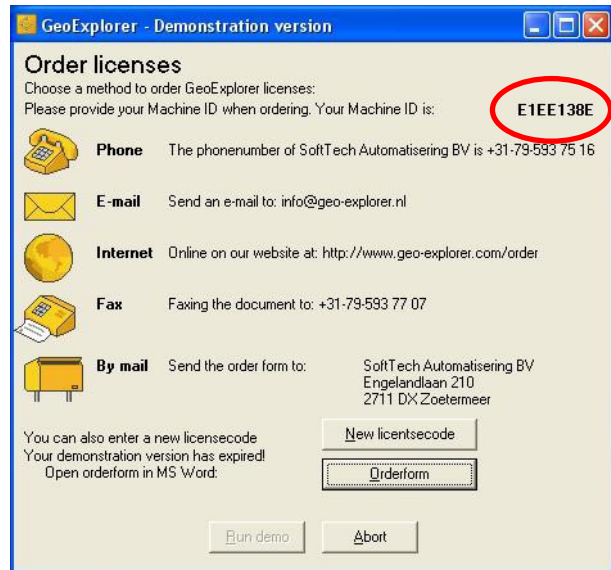 GeoExplorer - Demonstration version
Order licenses
Choose a method to order GeoExplorer licenses:
Please provide your Machine ID when ordering. Your Machine ID is: E1EE138E
Phone The phonenumber of SoftTech Automatisering BV is +31-79-593 75 16
E-mail Send an e-mail to: info@geo-explorer.nl
Internet Online on our website at: http://www.geo-explorer.com/order
Fax Faxing the document to: +31-79-593 77 07
By mail Send the order form to: SoftTech Automatisering BV
Engelandlaan 210
2711 DX Zoetermeer
You can also enter a new licensecode New licentsecode
Your demonstration version has expired!
Open orderform in MS Word: Orderform
Run demo Abort